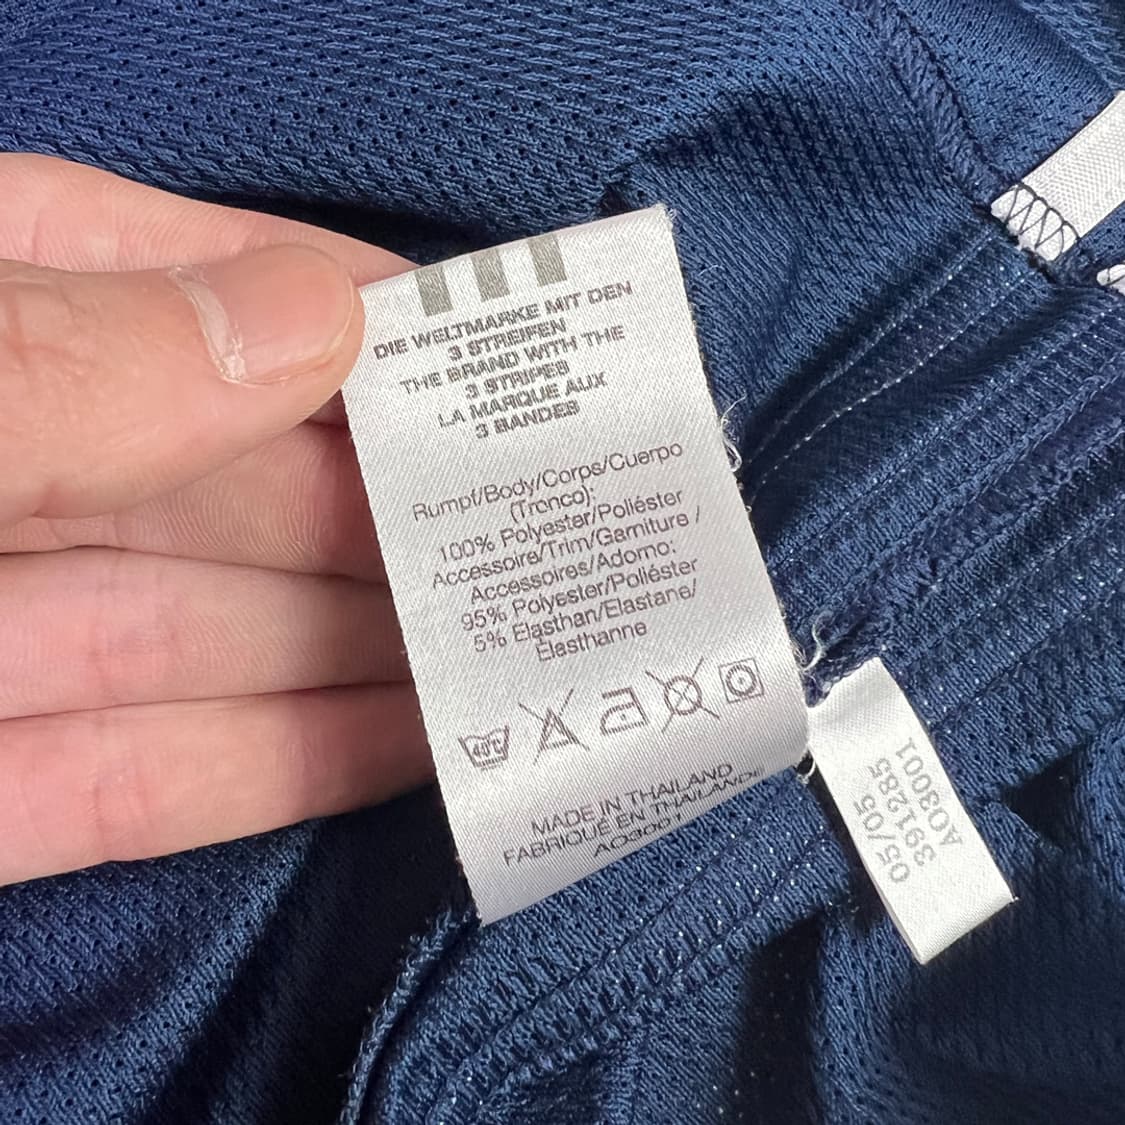 DIE WELTMARKE MIT DEN
3 STREIFEN
THE BRAND WITH THE
3 STRIPES
LA MARQUE AUX
3 BANDES
Rumpf/Body/Corps/Cuerpo
(Tronco):
100% Polyester/Poliéster
Accessoire/Trim/Garniture /
Accessoires/Adorno:
95% Polyester/Poliéster
5% Elasthan/Elastane/
Elasthanne
40°C
MADE IN THAILAND
FABRIQUÉ EN THAILANDE
AO3001
05/05
391285
AO3001